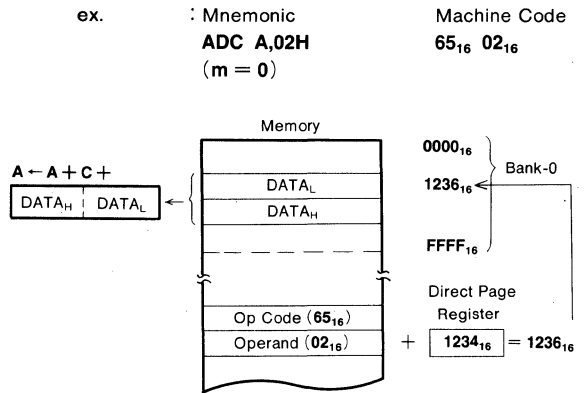 ex. : Mnemonic Machine Code
ADC A,02H 65₁₆ 02₁₆
(m = 0)
Memory
0000₁₆
A ← A + C +
DATA_L Bank-0
DATA_H DATA_L ← 1236₁₆
DATA_H
FFFF₁₆
Direct Page
Register
Op Code (65₁₆)
Operand (02₁₆) + 1234₁₆ = 1236₁₆